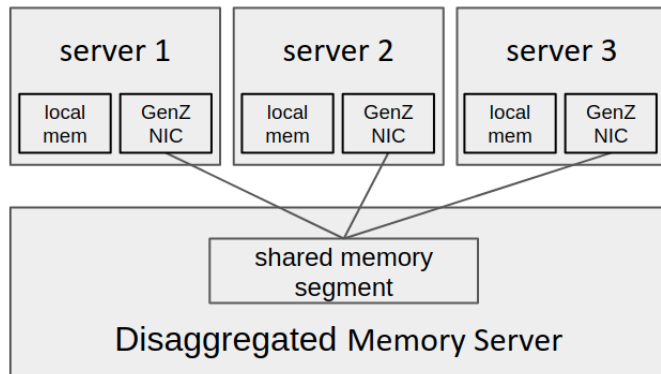 server 1
server 2
server 3
local
mem
GenZ
NIC
local
mem
GenZ
NIC
local
mem
GenZ
NIC
shared memory
segment
Disaggregated Memory Server